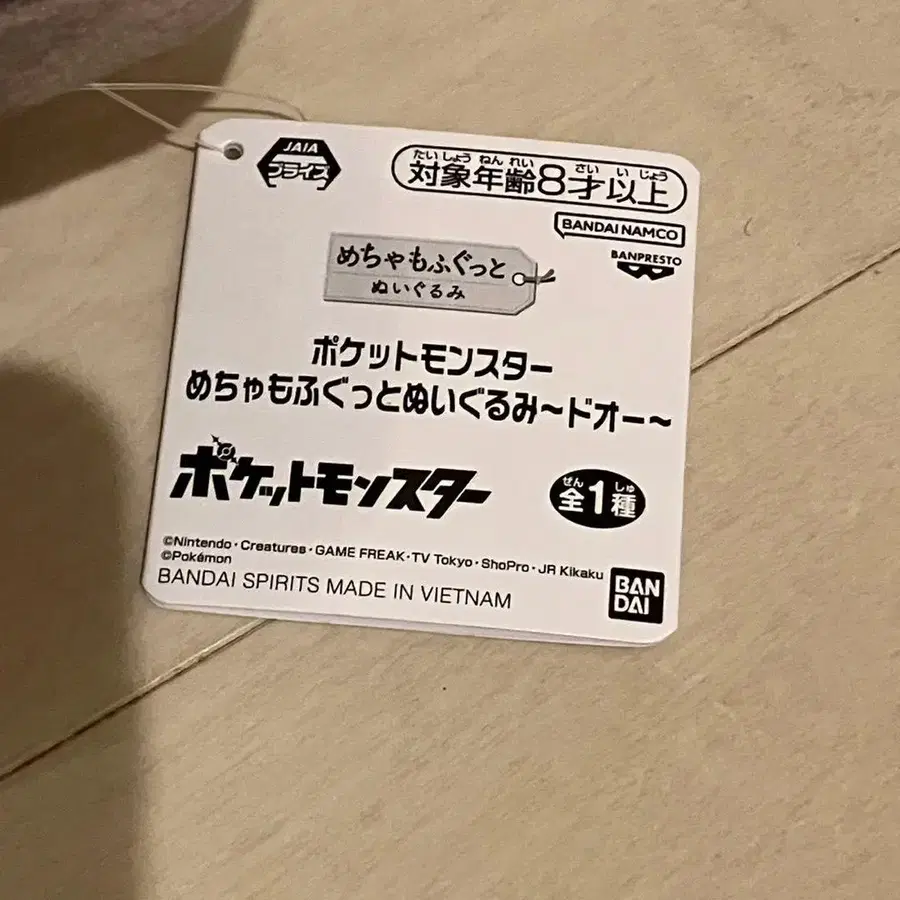 JAIA
プライズ
たいしょうねんれい さいいじょう
対象年齢8才以上
BANDAI NAMCO
BANPRESTO
めちゃもふぐっと
ぬいぐるみ
ポケットモンスター
めちゃもふぐっとぬいぐるみ～ドオー～
ポケットモンスター
ぜん しゅ
全1種
©Nintendo・Creatures・GAME FREAK・TV Tokyo・ShoPro・JR Kikaku
©Pokémon
BANDAI SPIRITS MADE IN VIETNAM
BAN
DAI